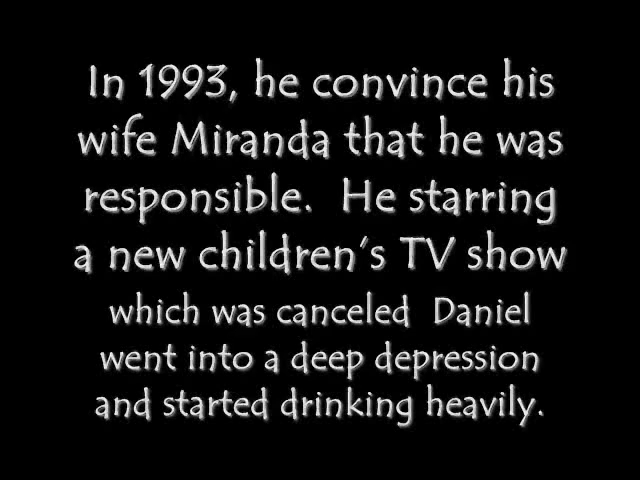 In 1993, he convince his
wife Miranda that he was
responsible. He starring
a new children's TV show
which was canceled Daniel
went into a deep depression
and started drinking heavily.